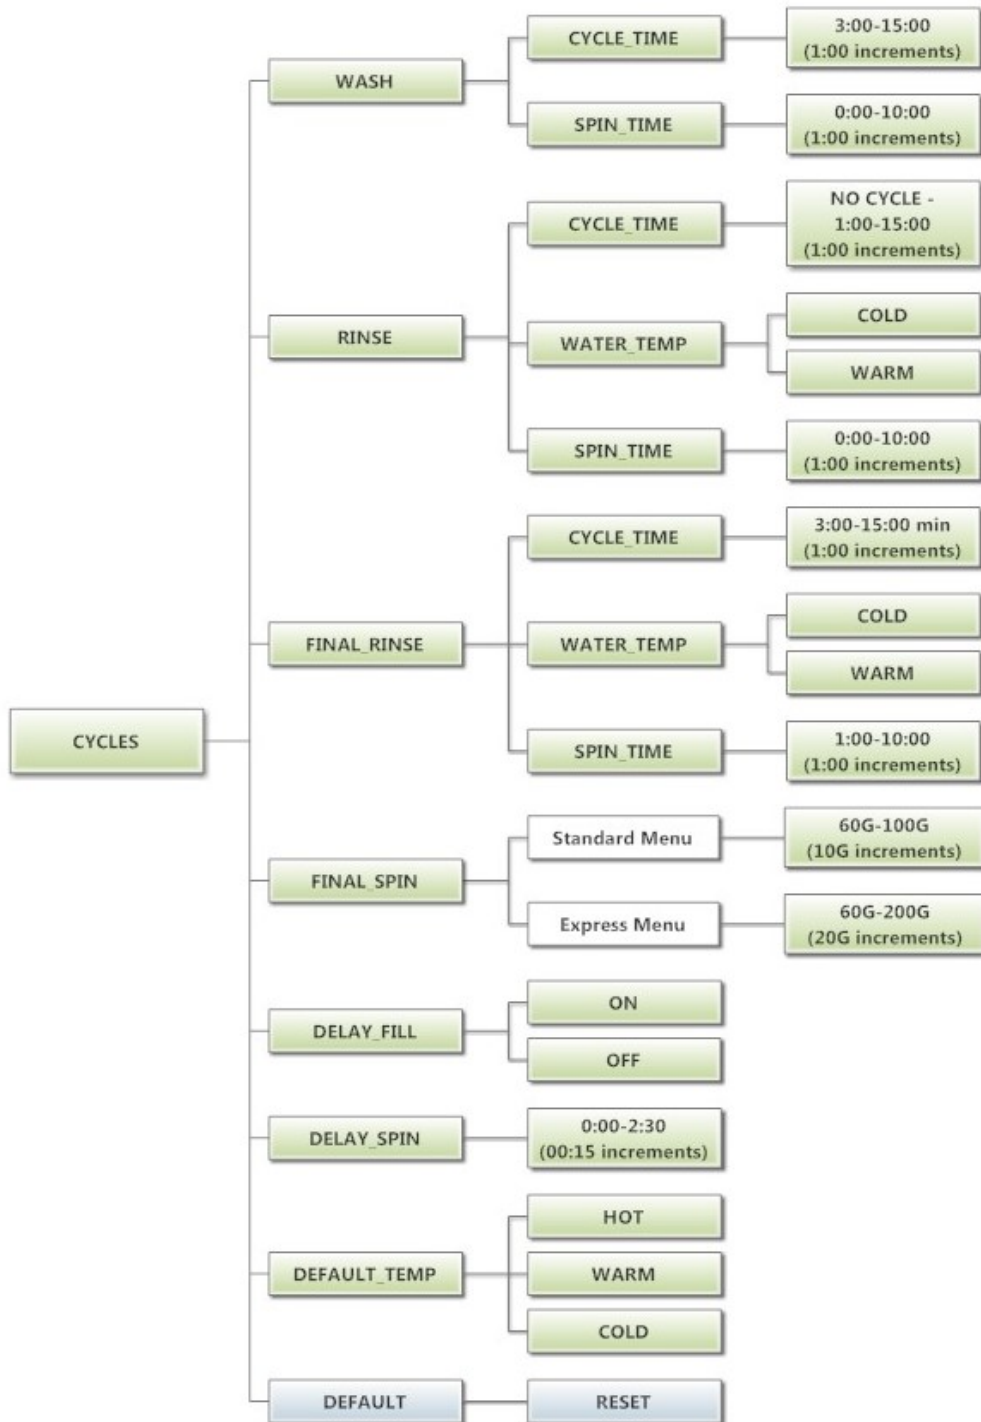 CYCLES
WASH
CYCLE_TIME
3:00-15:00
(1:00 increments)
SPIN_TIME
0:00-10:00
(1:00 increments)
RINSE
CYCLE_TIME
NO CYCLE -
1:00-15:00
(1:00 increments)
WATER_TEMP
COLD
WARM
SPIN_TIME
0:00-10:00
(1:00 increments)
FINAL_RINSE
CYCLE_TIME
3:00-15:00 min
(1:00 increments)
WATER_TEMP
COLD
WARM
SPIN_TIME
1:00-10:00
(1:00 increments)
FINAL_SPIN
Standard Menu
60G-100G
(10G increments)
Express Menu
60G-200G
(20G increments)
DELAY_FILL
ON
OFF
DELAY_SPIN
0:00-2:30
(00:15 increments)
DEFAULT_TEMP
HOT
WARM
COLD
DEFAULT
RESET